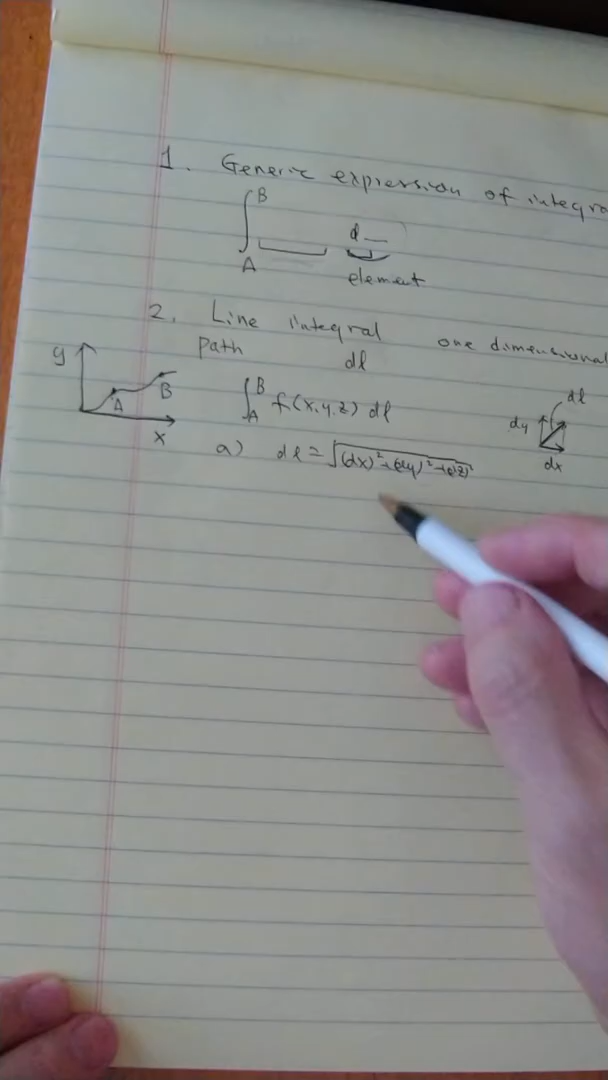 1. Generic expression of integra
∫ B A d__
element
2. Line integral one dimensional
path dl
y A B x
∫ B A f(x,y,z) dl
dl dy dx
a) dl = √(dx)²+(dy)²+(dz)²